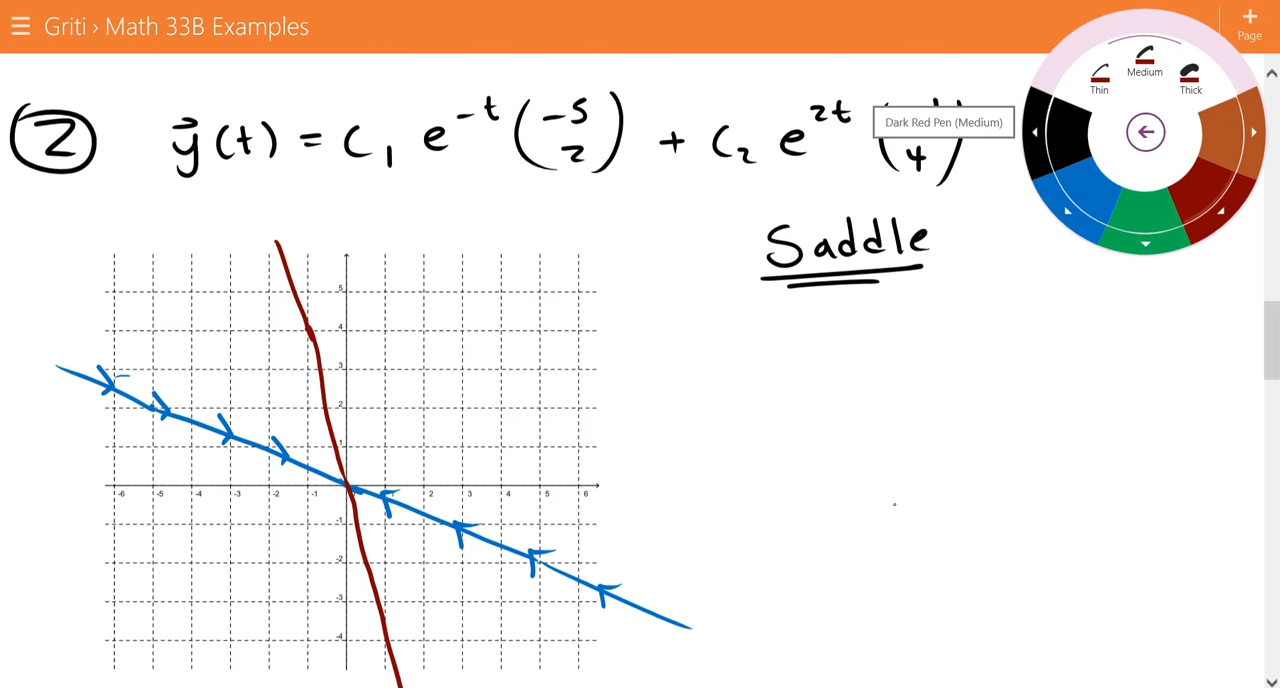 Griti › Math 33B Examples
+
Page
Thin
Medium
Thick
② y⃗(t) = c₁ e^{-t} (-5 2) + c₂ e^{2t} ( 4)
Dark Red Pen (Medium)
Saddle
5
4
3
2
1
-6 -5 -4 -3 -2 -1 1 2 3 4 5 6
-1
-2
-3
-4